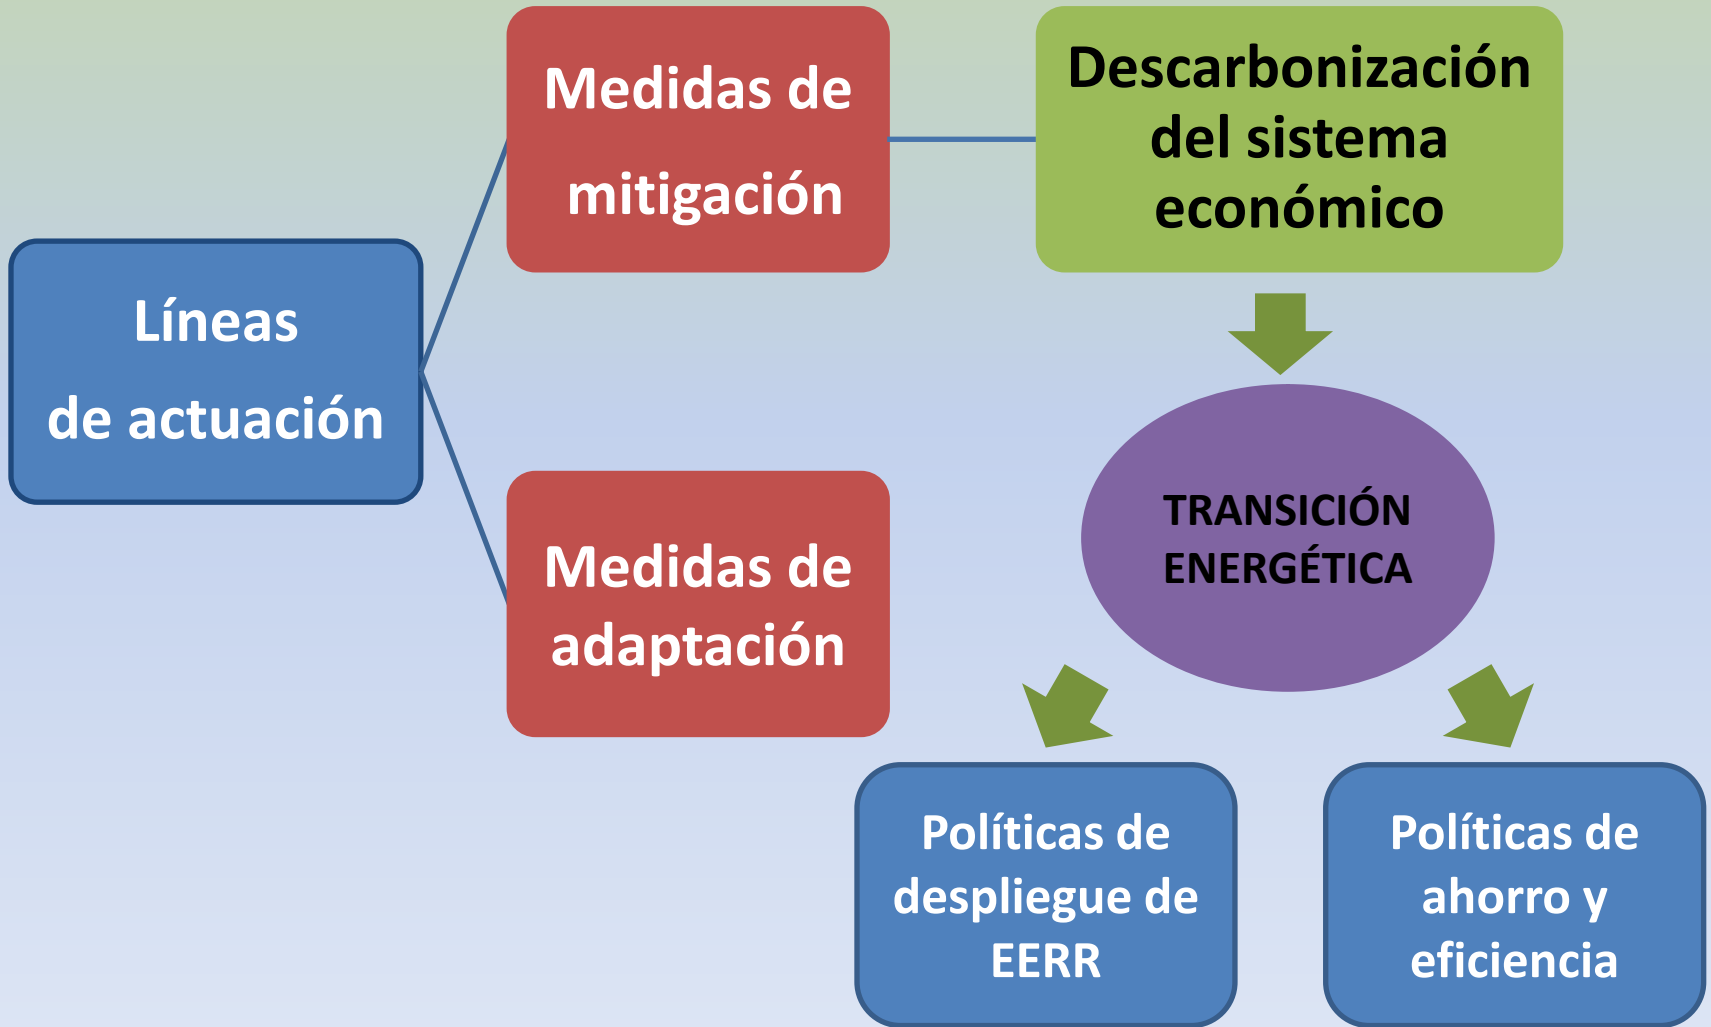 Medidas de
mitigación
Descarbonización
del sistema
económico
Líneas
de actuación
Medidas de
adaptación
TRANSICIÓN
ENERGÉTICA
Políticas de
despliegue de
EERR
Políticas de
ahorro y
eficiencia